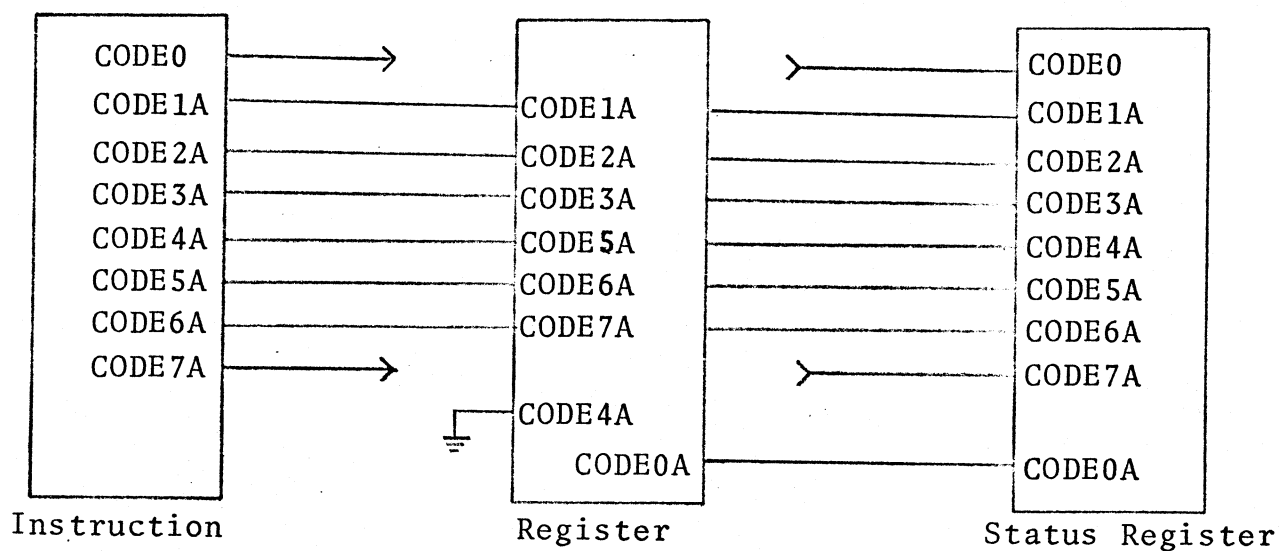 CODE0
CODE1A
CODE2A
CODE3A
CODE4A
CODE5A
CODE6A
CODE7A
Instruction
CODE1A
CODE2A
CODE3A
CODE5A
CODE6A
CODE7A
CODE4A
CODE0A
Register
CODE0
CODE1A
CODE2A
CODE3A
CODE4A
CODE5A
CODE6A
CODE7A
CODE0A
Status Register